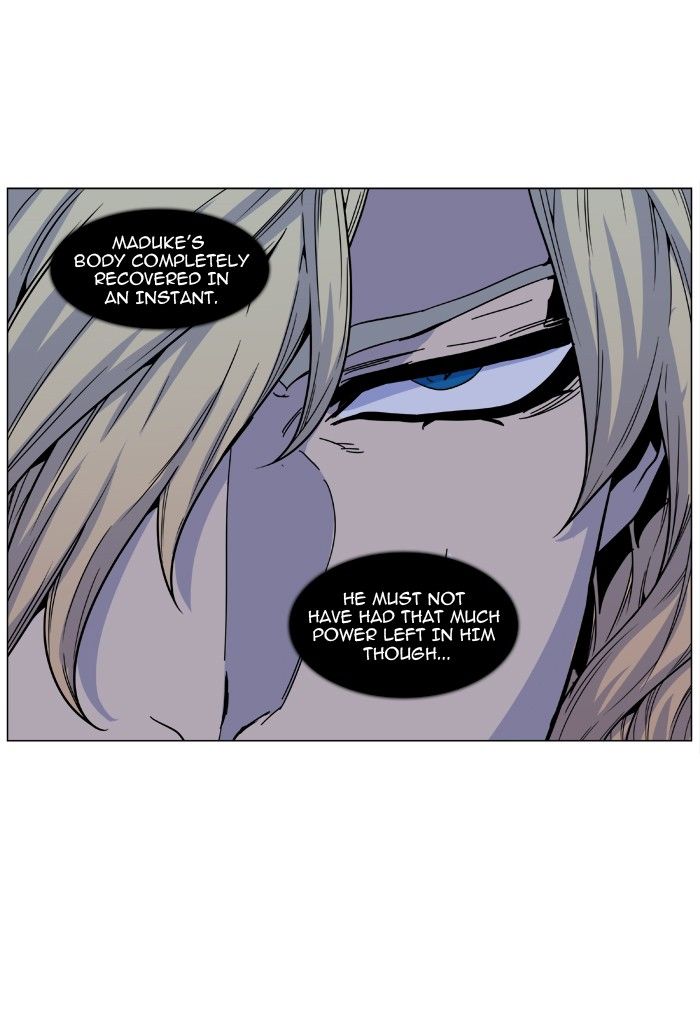 MADUKE'S
BODY COMPLETELY
RECOVERED IN
AN INSTANT.
HE MUST NOT
HAVE HAD THAT MUCH
POWER LEFT IN HIM
THOUGH...